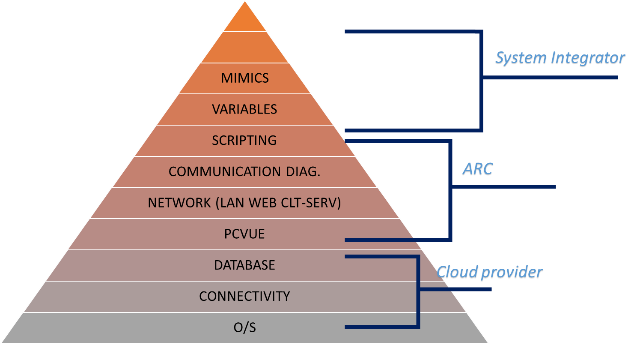 System Integrator
MIMICS
VARIABLES
SCRIPTING
COMMUNICATION DIAG.
ARC
NETWORK (LAN WEB CLT-SERV)
PCVUE
DATABASE
Cloud provider
CONNECTIVITY
O/S